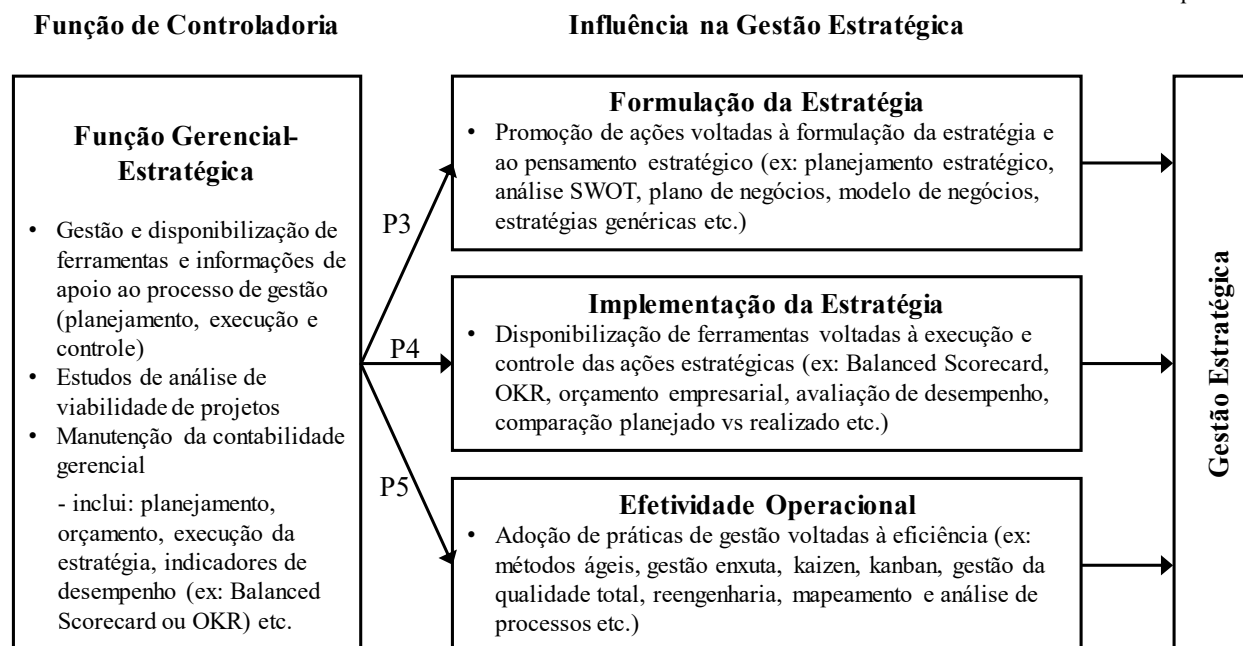 Função de Controladoria
Influência na Gestão Estratégica
Função Gerencial-
Estratégica
• Gestão e disponibilização de
ferramentas e informações de
apoio ao processo de gestão
(planejamento, execução e
controle)
• Estudos de análise de
viabilidade de projetos
• Manutenção da contabilidade
gerencial
- inclui: planejamento,
orçamento, execução da
estratégia, indicadores de
desempenho (ex: Balanced
Scorecard ou OKR) etc.
P3
P4
P5
Formulação da Estratégia
• Promoção de ações voltadas à formulação da estratégia e
ao pensamento estratégico (ex: planejamento estratégico,
análise SWOT, plano de negócios, modelo de negócios,
estratégias genéricas etc.)
Implementação da Estratégia
• Disponibilização de ferramentas voltadas à execução e
controle das ações estratégicas (ex: Balanced Scorecard,
OKR, orçamento empresarial, avaliação de desempenho,
comparação planejado vs realizado etc.)
Efetividade Operacional
• Adoção de práticas de gestão voltadas à eficiência (ex:
métodos ágeis, gestão enxuta, kaizen, kanban, gestão da
qualidade total, reengenharia, mapeamento e análise de
processos etc.)
Gestão Estratégica